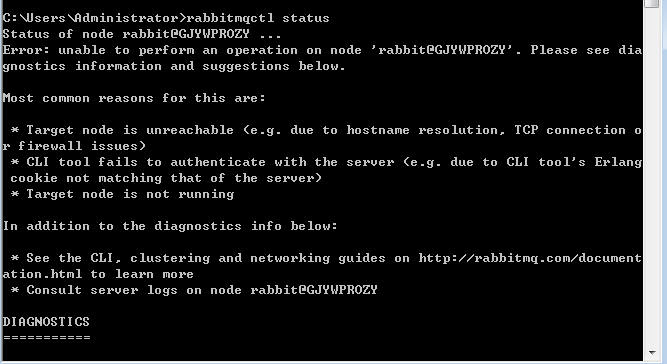 C:\Users\Administrator>rabbitmqctl status
Status of node rabbit@GJYWPROZY ...
Error: unable to perform an operation on node 'rabbit@GJYWPROZY'. Please see dia
gnostics information and suggestions below.
Most common reasons for this are:
* Target node is unreachable (e.g. due to hostname resolution, TCP connection o
r firewall issues)
* CLI tool fails to authenticate with the server (e.g. due to CLI tool's Erlang
cookie not matching that of the server)
* Target node is not running
In addition to the diagnostics info below:
* See the CLI, clustering and networking guides on http://rabbitmq.com/document
ation.html to learn more
* Consult server logs on node rabbit@GJYWPROZY
DIAGNOSTICS
===========